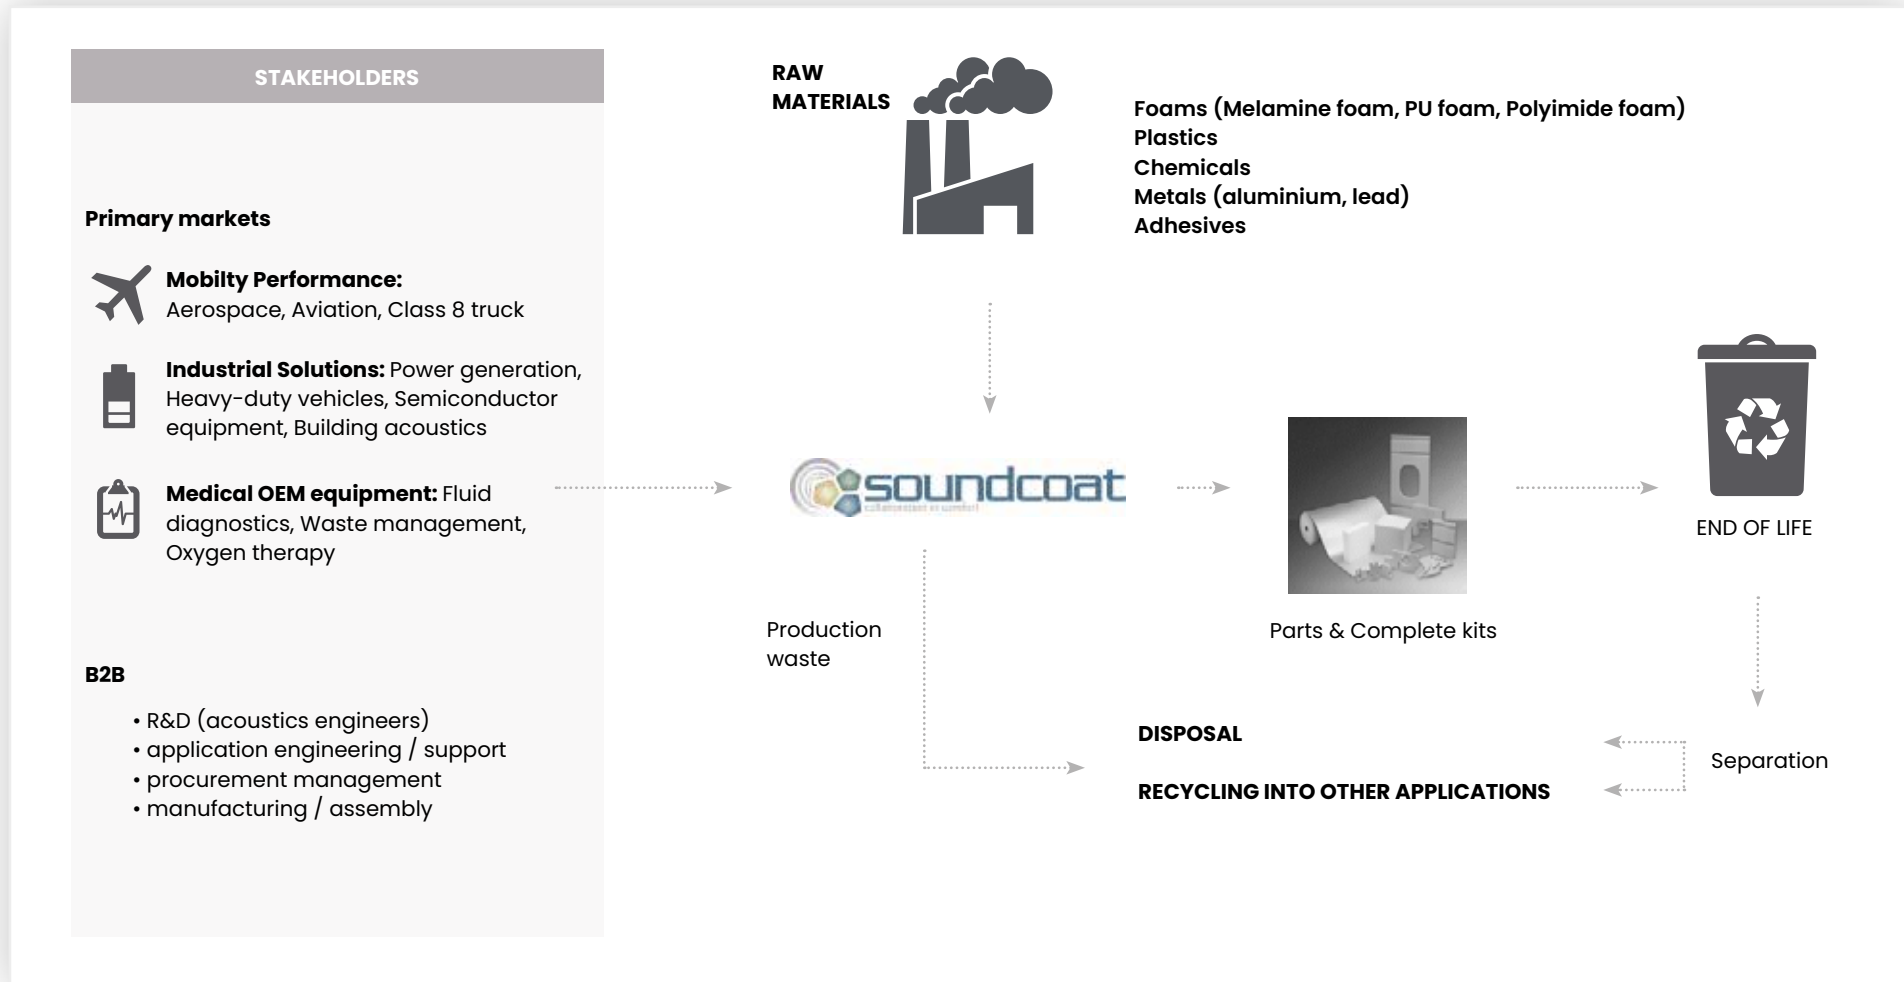 STAKEHOLDERS
Primary markets
Mobilty Performance:
Aerospace, Aviation, Class 8 truck
Industrial Solutions: Power generation,
Heavy-duty vehicles, Semiconductor
equipment, Building acoustics
Medical OEM equipment: Fluid
diagnostics, Waste management,
Oxygen therapy
B2B
• R&D (acoustics engineers)
• application engineering / support
• procurement management
• manufacturing / assembly
RAW
MATERIALS
Foams (Melamine foam, PU foam, Polyimide foam)
Plastics
Chemicals
Metals (aluminium, lead)
Adhesives
soundcoat
Parts & Complete kits
END OF LIFE
Production
waste
Separation
DISPOSAL
RECYCLING INTO OTHER APPLICATIONS